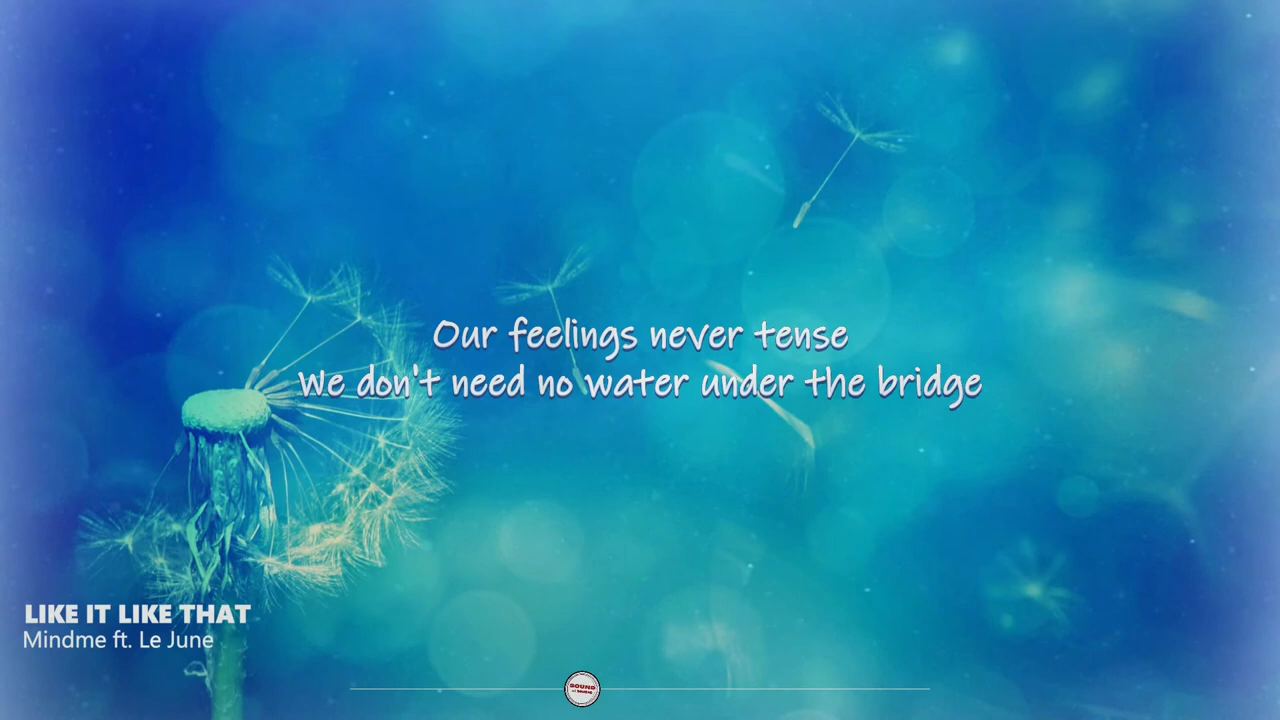 Our feelings never tense
We don't need no water under the bridge
LIKE IT LIKE THAT
Mindme ft. Le June
SOUND